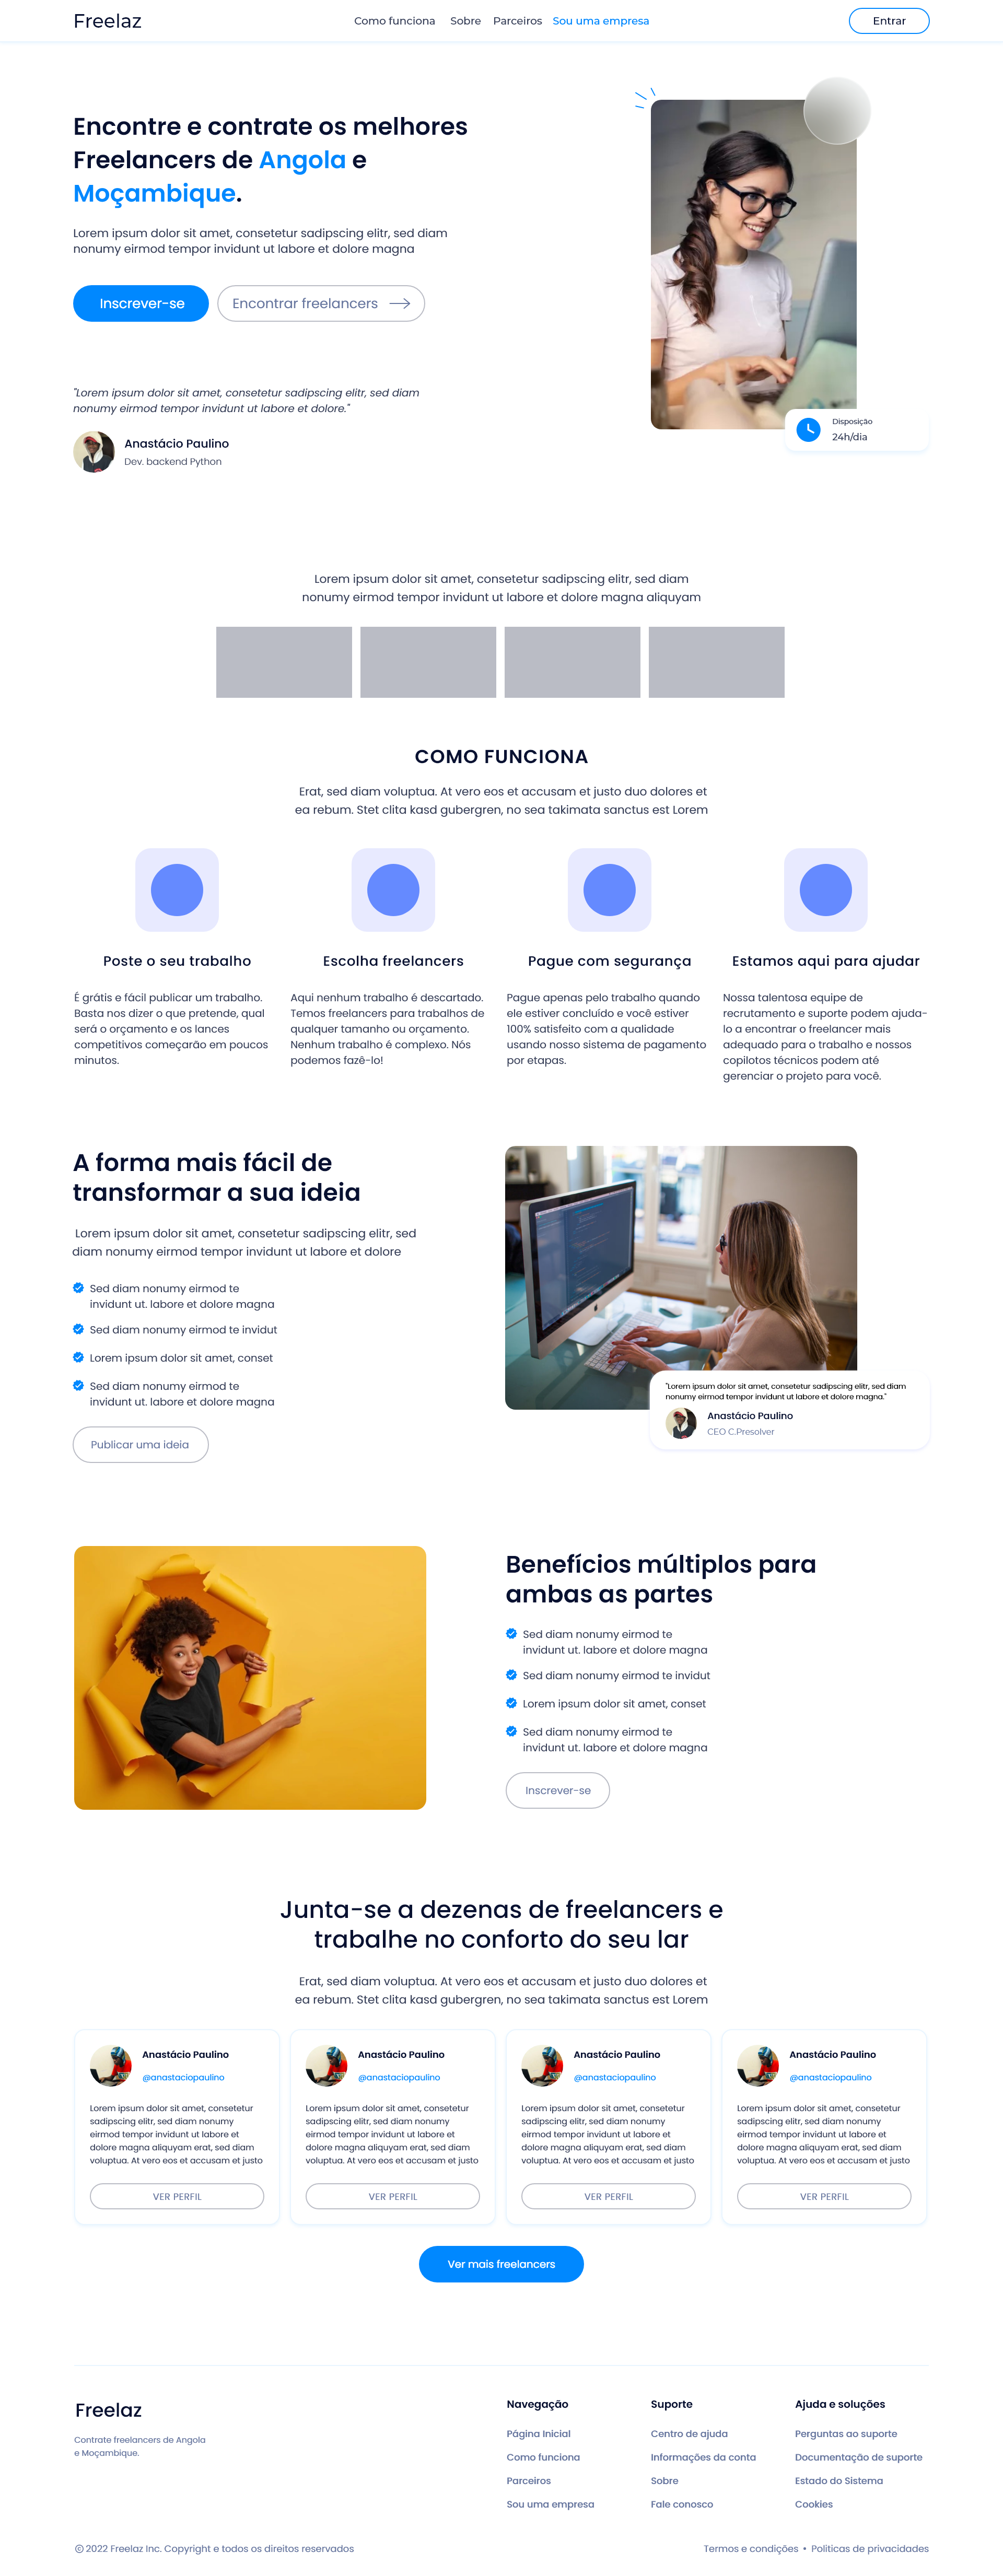 Freelaz
Como funciona
Sobre
Parceiros
Sou uma empresa
Entrar
Encontre e contrate os melhores
Freelancers de Angola e
Moçambique.
Lorem ipsum dolor sit amet, consetetur sadipscing elitr, sed diam
nonumy eirmod tempor invidunt ut labore et dolore magna
Inscrever-se
Encontrar freelancers
"Lorem ipsum dolor sit amet, consetetur sadipscing elitr, sed diam
nonumy eirmod tempor invidunt ut labore et dolore."
Anastácio Paulino
Dev. backend Python
Disposição
24h/dia
Lorem ipsum dolor sit amet, consetetur sadipscing elitr, sed diam
nonumy eirmod tempor invidunt ut labore et dolore magna aliquyam
COMO FUNCIONA
Erat, sed diam voluptua. At vero eos et accusam et justo duo dolores et
ea rebum. Stet clita kasd gubergren, no sea takimata sanctus est Lorem
Poste o seu trabalho
É grátis e fácil publicar um trabalho.
Basta nos dizer o que pretende, qual
será o orçamento e os lances
competitivos começarão em poucos
minutos.
Escolha freelancers
Aqui nenhum trabalho é descartado.
Temos freelancers para trabalhos de
qualquer tamanho ou orçamento.
Nenhum trabalho é complexo. Nós
podemos fazê-lo!
Pague com segurança
Pague apenas pelo trabalho quando
ele estiver concluído e você estiver
100% satisfeito com a qualidade
usando nosso sistema de pagamento
por etapas.
Estamos aqui para ajudar
Nossa talentosa equipe de
recrutamento e suporte podem ajuda-
lo a encontrar o freelancer mais
adequado para o trabalho e nossos
copilotos técnicos podem até
gerenciar o projeto para você.
A forma mais fácil de
transformar a sua ideia
Lorem ipsum dolor sit amet, consetetur sadipscing elitr, sed
diam nonumy eirmod tempor invidunt ut labore et dolore
Sed diam nonumy eirmod te
invidunt ut. labore et dolore magna
Sed diam nonumy eirmod te invidut
Lorem ipsum dolor sit amet, conset
Sed diam nonumy eirmod te
invidunt ut. labore et dolore magna
Publicar uma ideia
"Lorem ipsum dolor sit amet, consetetur sadipscing elitr, sed diam
nonumy eirmod tempor invidunt ut labore et dolore magna."
Anastácio Paulino
CEO C.Presolver
Benefícios múltiplos para
ambas as partes
Sed diam nonumy eirmod te
invidunt ut. labore et dolore magna
Sed diam nonumy eirmod te invidut
Lorem ipsum dolor sit amet, conset
Sed diam nonumy eirmod te
invidunt ut. labore et dolore magna
Inscrever-se
Junta-se a dezenas de freelancers e
trabalhe no conforto do seu lar
Erat, sed diam voluptua. At vero eos et accusam et justo duo dolores et
ea rebum. Stet clita kasd gubergren, no sea takimata sanctus est Lorem
Anastácio Paulino
@anastaciopaulino
Lorem ipsum dolor sit amet, consetetur
sadipscing elitr, sed diam nonumy
eirmod tempor invidunt ut labore et
dolore magna aliquyam erat, sed diam
voluptua. At vero eos et accusam et justo
VER PERFIL
Anastácio Paulino
@anastaciopaulino
Lorem ipsum dolor sit amet, consetetur
sadipscing elitr, sed diam nonumy
eirmod tempor invidunt ut labore et
dolore magna aliquyam erat, sed diam
voluptua. At vero eos et accusam et justo
VER PERFIL
Anastácio Paulino
@anastaciopaulino
Lorem ipsum dolor sit amet, consetetur
sadipscing elitr, sed diam nonumy
eirmod tempor invidunt ut labore et
dolore magna aliquyam erat, sed diam
voluptua. At vero eos et accusam et justo
VER PERFIL
Anastácio Paulino
@anastaciopaulino
Lorem ipsum dolor sit amet, consetetur
sadipscing elitr, sed diam nonumy
eirmod tempor invidunt ut labore et
dolore magna aliquyam erat, sed diam
voluptua. At vero eos et accusam et justo
VER PERFIL
Ver mais freelancers
Freelaz
Contrate freelancers de Angola
e Moçambique.
Navegação
Página Inicial
Como funciona
Parceiros
Sou uma empresa
Suporte
Centro de ajuda
Informações da conta
Sobre
Fale conosco
Ajuda e soluções
Perguntas ao suporte
Documentação de suporte
Estado do Sistema
Cookies
© 2022 Freelaz Inc. Copyright e todos os direitos reservados
Termos e condições • Políticas de privacidades